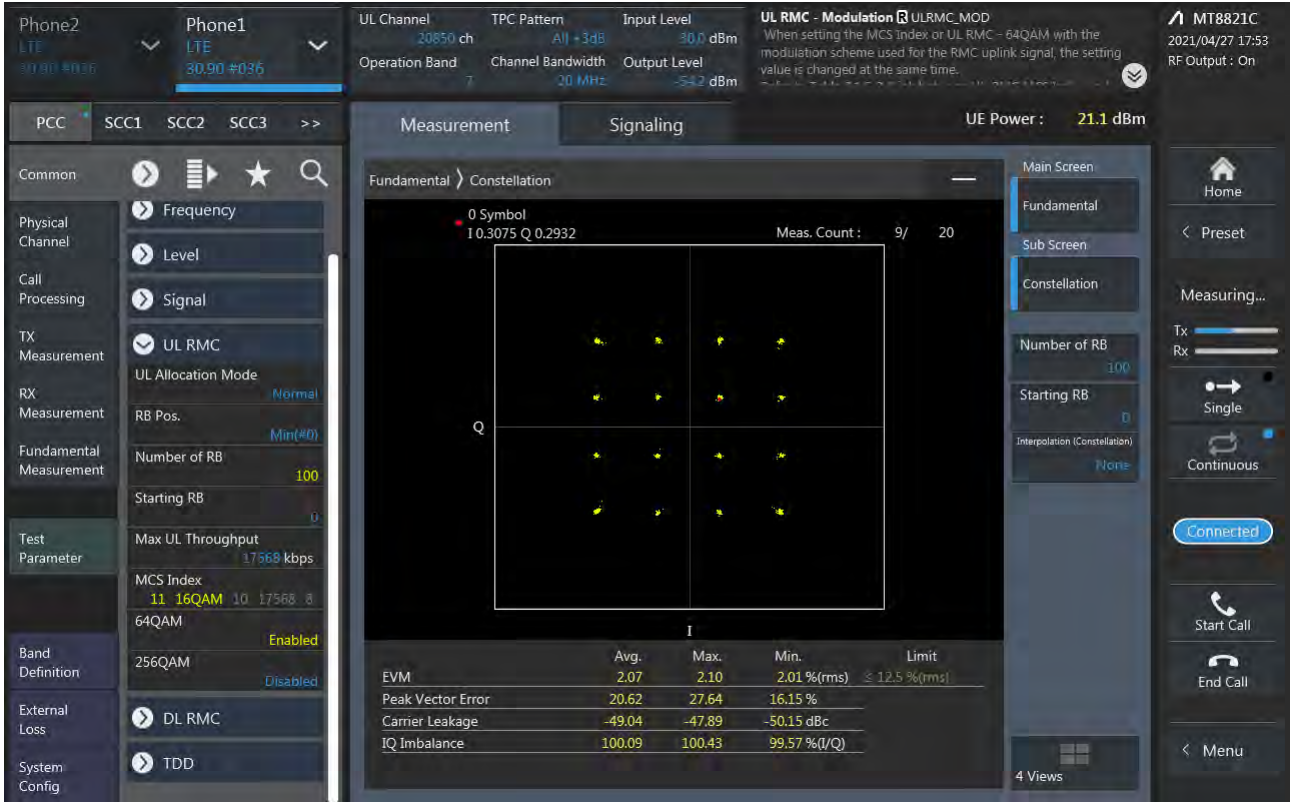 Phone2
LTE
30.90 #036
Phone1
LTE
30.90 #036
UL Channel
20850 ch
TPC Pattern
All +3dB
Input Level
30.0 dBm
Operation Band
7
Channel Bandwidth
20 MHz
Output Level
-54.2 dBm
UL RMC - Modulation R ULRMC_MOD
When setting the MCS Index or UL RMC - 64QAM with the
modulation scheme used for the RMC uplink signal, the setting
value is changed at the same time.
MT8821C
2021/04/27 17:53
RF Output : On
PCC SCC1 SCC2 SCC3 >>
Measurement
Signaling
UE Power : 21.1 dBm
Common
Physical
Channel
Call
Processing
TX
Measurement
RX
Measurement
Fundamental
Measurement
Test
Parameter
Band
Definition
External
Loss
System
Config
Frequency
Level
Signal
UL RMC
UL Allocation Mode
Normal
RB Pos.
Min(#0)
Number of RB
100
Starting RB
0
Max UL Throughput
17568 kbps
MCS Index
11 16QAM 10 17568 8
64QAM
Enabled
256QAM
Disabled
DL RMC
TDD
Fundamental > Constellation
0 Symbol
I 0.3075 Q 0.2932
Meas. Count : 9/ 20
Q
I
Avg. Max. Min. Limit
EVM 2.07 2.10 2.01 %(rms) ≤ 12.5 %(rms)
Peak Vector Error 20.62 27.64 16.15 %
Carrier Leakage -49.04 -47.89 -50.15 dBc
IQ Imbalance 100.09 100.43 99.57 %(I/Q)
Main Screen
Fundamental
Sub Screen
Constellation
Number of RB
100
Starting RB
0
Interpolation (Constellation)
None
4 Views
Home
< Preset
Measuring...
Tx
Rx
Single
Continuous
Connected
Start Call
End Call
< Menu